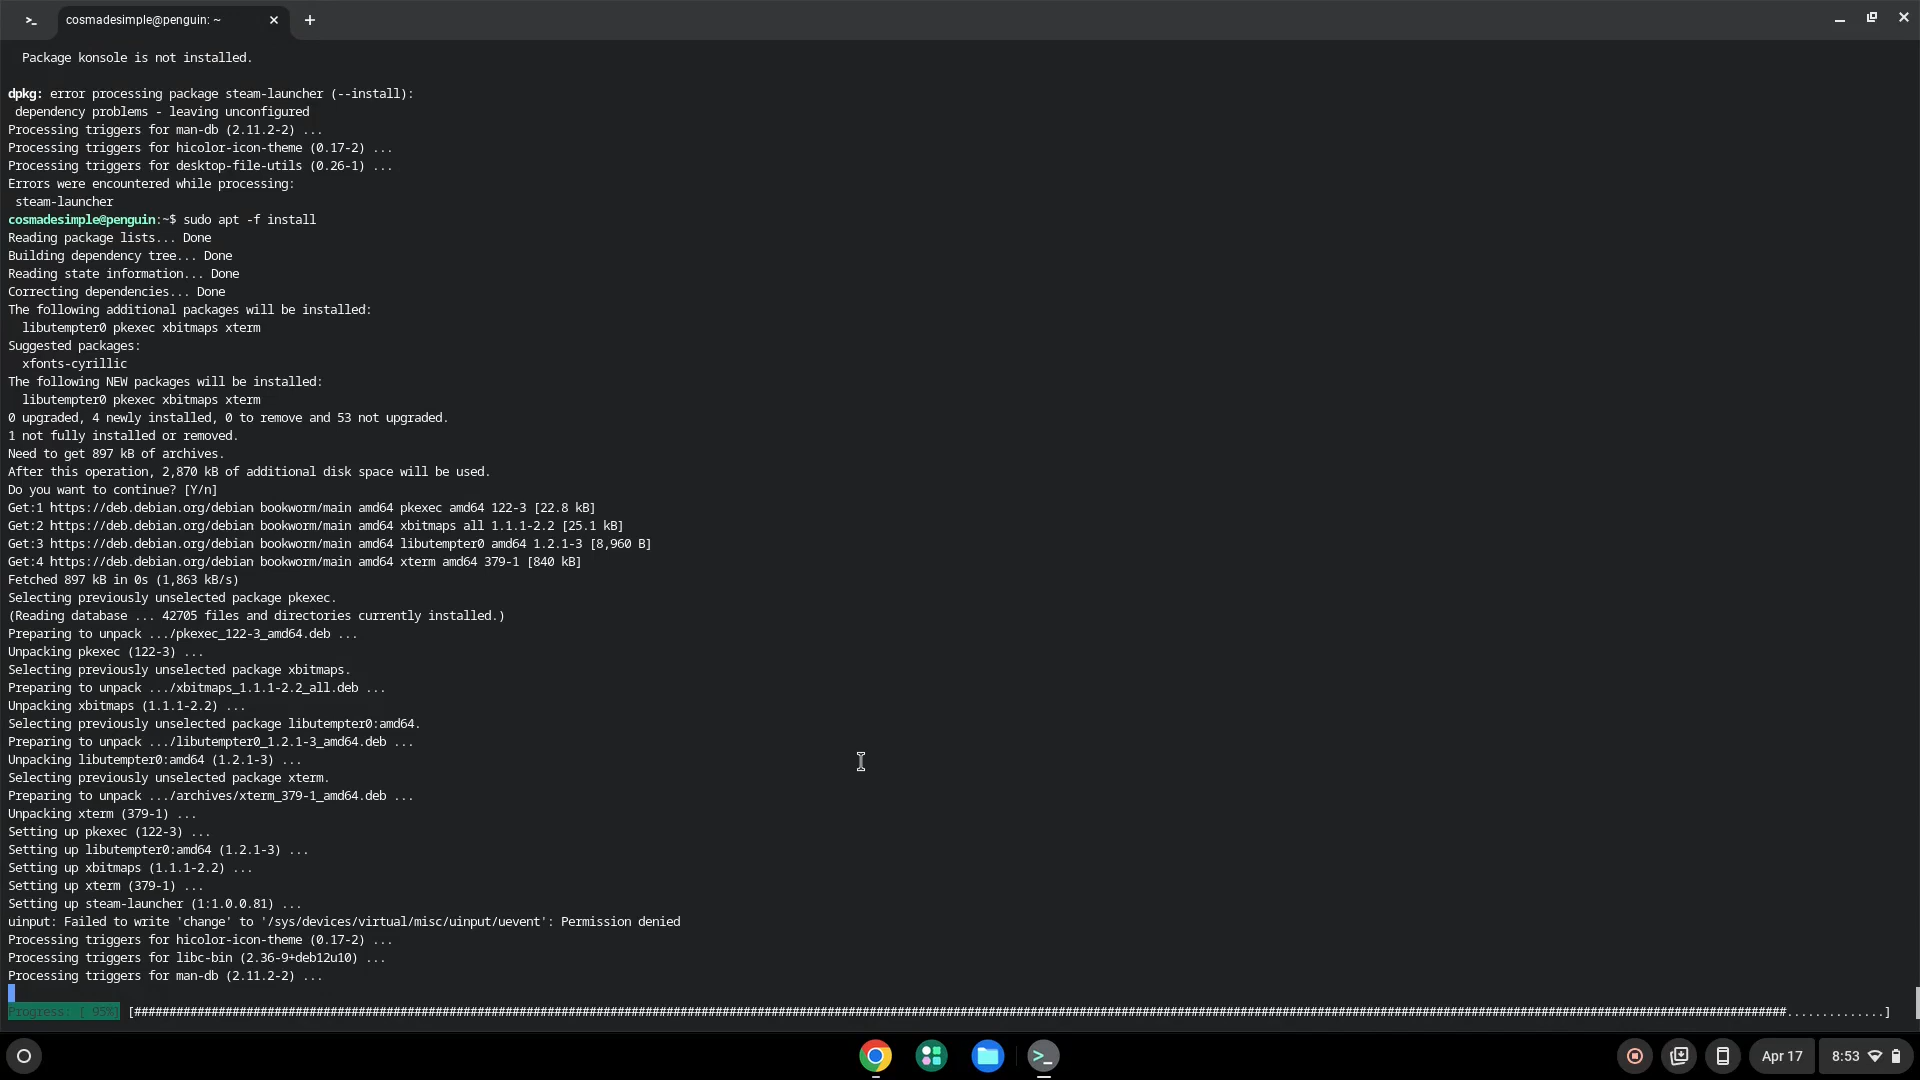 cosmadesimple@penguin: ~
  Package konsole is not installed.
dpkg: error processing package steam-launcher (--install):
 dependency problems - leaving unconfigured
Processing triggers for man-db (2.11.2-2) ...
Processing triggers for hicolor-icon-theme (0.17-2) ...
Processing triggers for desktop-file-utils (0.26-1) ...
Errors were encountered while processing:
 steam-launcher
cosmadesimple@penguin:~$ sudo apt -f install
Reading package lists... Done
Building dependency tree... Done
Reading state information... Done
Correcting dependencies... Done
The following additional packages will be installed:
  libutempter0 pkexec xbitmaps xterm
Suggested packages:
  xfonts-cyrillic
The following NEW packages will be installed:
  libutempter0 pkexec xbitmaps xterm
0 upgraded, 4 newly installed, 0 to remove and 53 not upgraded.
1 not fully installed or removed.
Need to get 897 kB of archives.
After this operation, 2,870 kB of additional disk space will be used.
Do you want to continue? [Y/n]
Get:1 https://deb.debian.org/debian bookworm/main amd64 pkexec amd64 122-3 [22.8 kB]
Get:2 https://deb.debian.org/debian bookworm/main amd64 xbitmaps all 1.1.1-2.2 [25.1 kB]
Get:3 https://deb.debian.org/debian bookworm/main amd64 libutempter0 amd64 1.2.1-3 [8,960 B]
Get:4 https://deb.debian.org/debian bookworm/main amd64 xterm amd64 379-1 [840 kB]
Fetched 897 kB in 0s (1,863 kB/s)
Selecting previously unselected package pkexec.
(Reading database ... 42705 files and directories currently installed.)
Preparing to unpack .../pkexec_122-3_amd64.deb ...
Unpacking pkexec (122-3) ...
Selecting previously unselected package xbitmaps.
Preparing to unpack .../xbitmaps_1.1.1-2.2_all.deb ...
Unpacking xbitmaps (1.1.1-2.2) ...
Selecting previously unselected package libutempter0:amd64.
Preparing to unpack .../libutempter0_1.2.1-3_amd64.deb ...
Unpacking libutempter0:amd64 (1.2.1-3) ...
Selecting previously unselected package xterm.
Preparing to unpack .../archives/xterm_379-1_amd64.deb ...
Unpacking xterm (379-1) ...
Setting up pkexec (122-3) ...
Setting up libutempter0:amd64 (1.2.1-3) ...
Setting up xbitmaps (1.1.1-2.2) ...
Setting up xterm (379-1) ...
Setting up steam-launcher (1:1.0.0.81) ...
uinput: Failed to write 'change' to '/sys/devices/virtual/misc/uinput/uevent': Permission denied
Processing triggers for hicolor-icon-theme (0.17-2) ...
Processing triggers for libc-bin (2.36-9+deb12u10) ...
Processing triggers for man-db (2.11.2-2) ...
Progress: [ 95%]
Apr 17 8:53